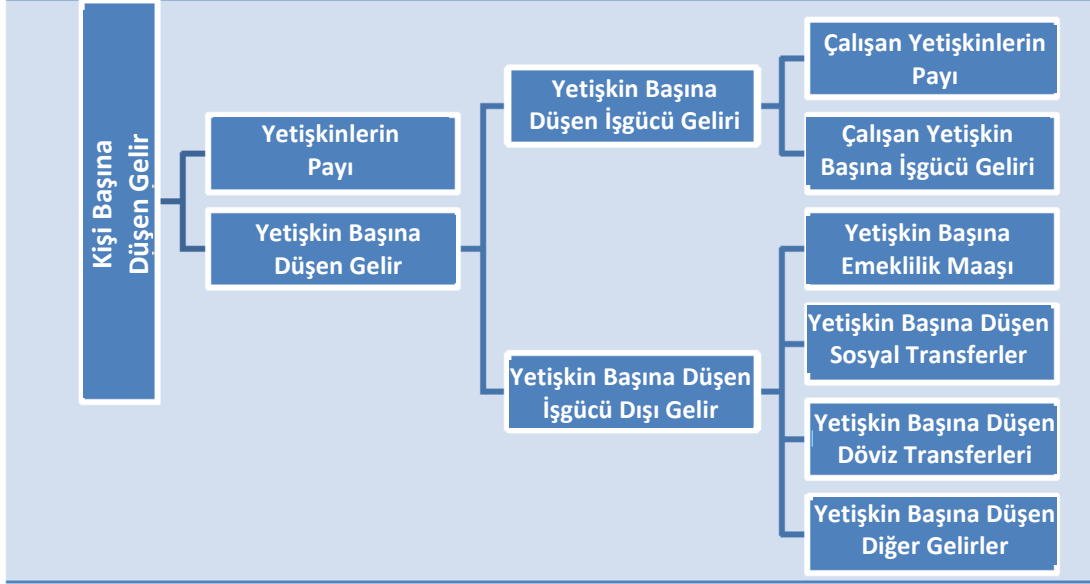 Kişi Başına
Düşen Gelir
Yetişkinlerin
Payı
Yetişkin Başına
Düşen Gelir
Yetişkin Başına
Düşen İşgücü Geliri
Yetişkin Başına Düşen
İşgücü Dışı Gelir
Çalışan Yetişkinlerin
Payı
Çalışan Yetişkin
Başına İşgücü Geliri
Yetişkin Başına
Emeklilik Maaşı
Yetişkin Başına Düşen
Sosyal Transferler
Yetişkin Başına Düşen
Döviz Transferleri
Yetişkin Başına Düşen
Diğer Gelirler